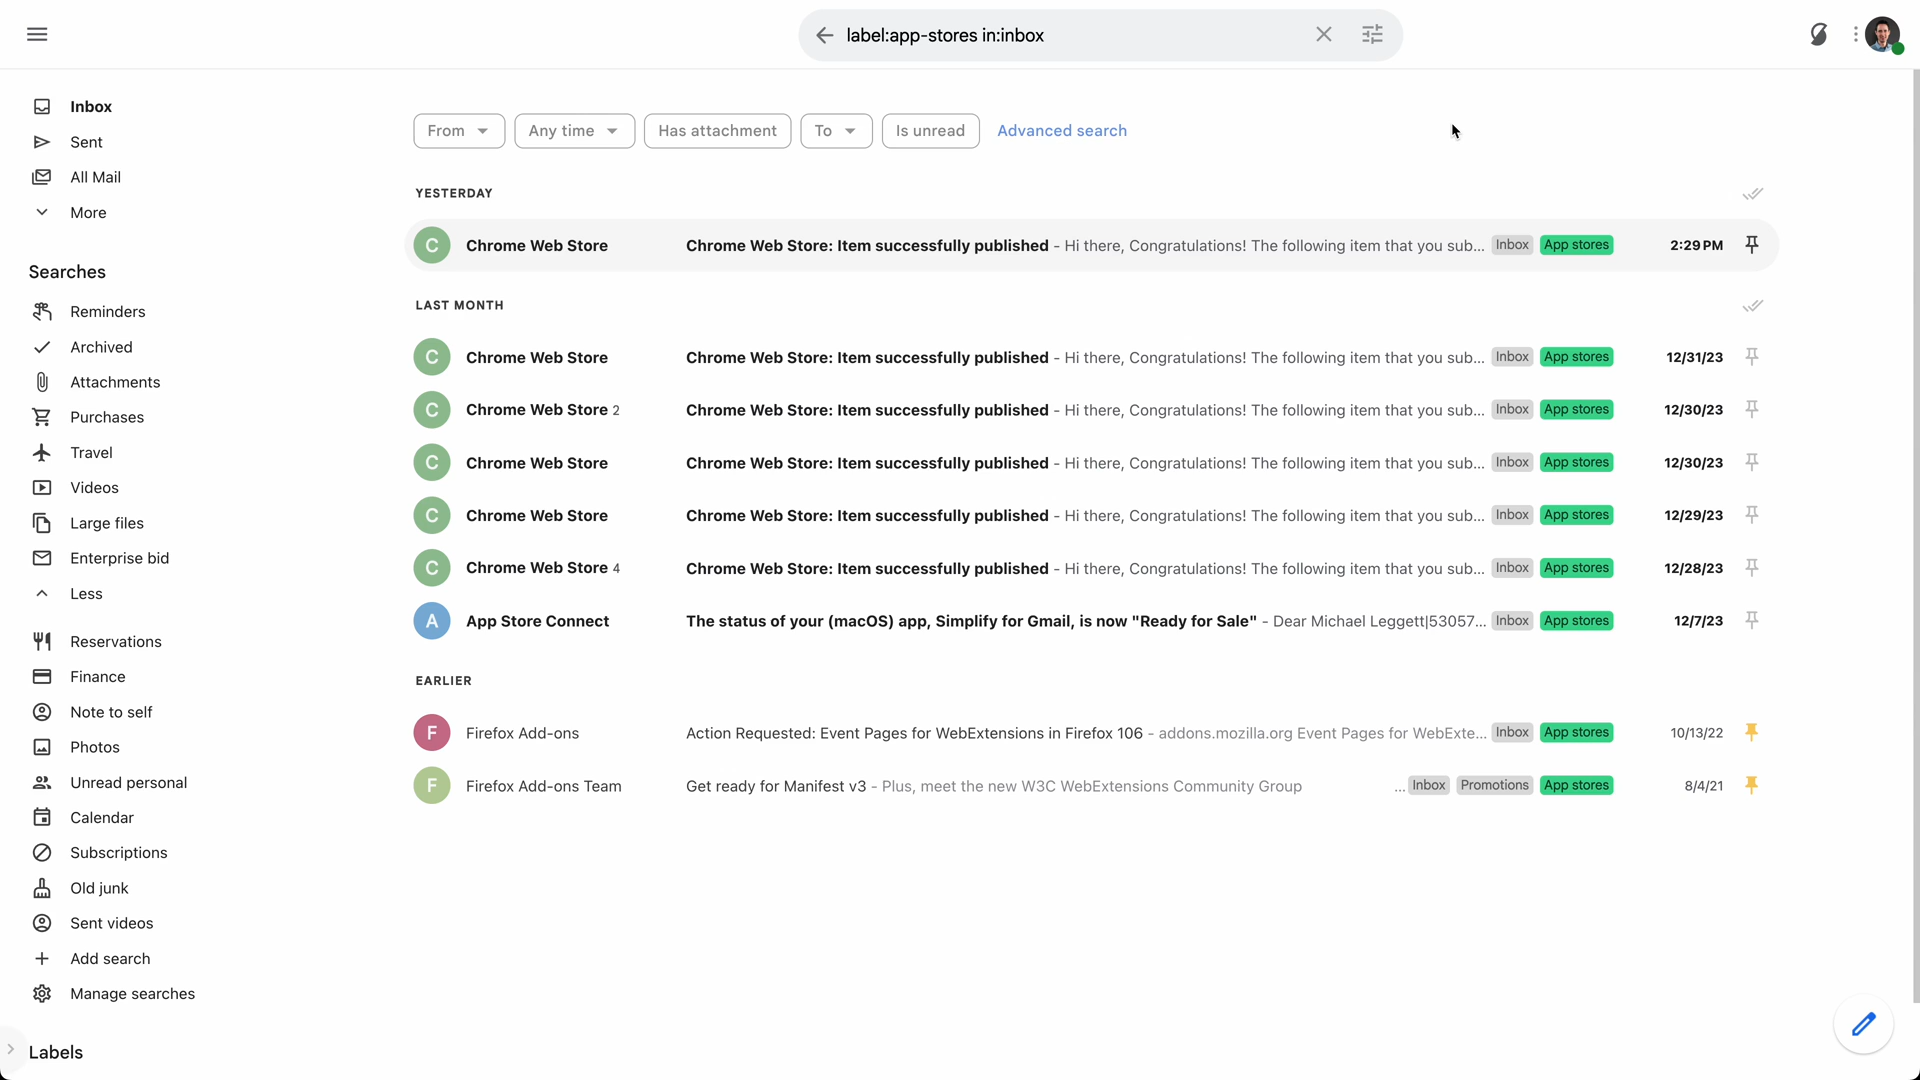 label:app-stores in:inbox
Inbox
Sent
All Mail
More
Searches
Reminders
Archived
Attachments
Purchases
Travel
Videos
Large files
Enterprise bid
Less
Reservations
Finance
Note to self
Photos
Unread personal
Calendar
Subscriptions
Old junk
Sent videos
Add search
Manage searches
Labels
From Any time Has attachment To Is unread Advanced search
YESTERDAY
C Chrome Web Store Chrome Web Store: Item successfully published - Hi there, Congratulations! The following item that you sub... Inbox App stores 2:29 PM
LAST MONTH
C Chrome Web Store Chrome Web Store: Item successfully published - Hi there, Congratulations! The following item that you sub... Inbox App stores 12/31/23
C Chrome Web Store 2 Chrome Web Store: Item successfully published - Hi there, Congratulations! The following item that you sub... Inbox App stores 12/30/23
C Chrome Web Store Chrome Web Store: Item successfully published - Hi there, Congratulations! The following item that you sub... Inbox App stores 12/30/23
C Chrome Web Store Chrome Web Store: Item successfully published - Hi there, Congratulations! The following item that you sub... Inbox App stores 12/29/23
C Chrome Web Store 4 Chrome Web Store: Item successfully published - Hi there, Congratulations! The following item that you sub... Inbox App stores 12/28/23
A App Store Connect The status of your (macOS) app, Simplify for Gmail, is now "Ready for Sale" - Dear Michael Leggett|53057... Inbox App stores 12/7/23
EARLIER
F Firefox Add-ons Action Requested: Event Pages for WebExtensions in Firefox 106 - addons.mozilla.org Event Pages for WebExte... Inbox App stores 10/13/22
F Firefox Add-ons Team Get ready for Manifest v3 - Plus, meet the new W3C WebExtensions Community Group ... Inbox Promotions App stores 8/4/21